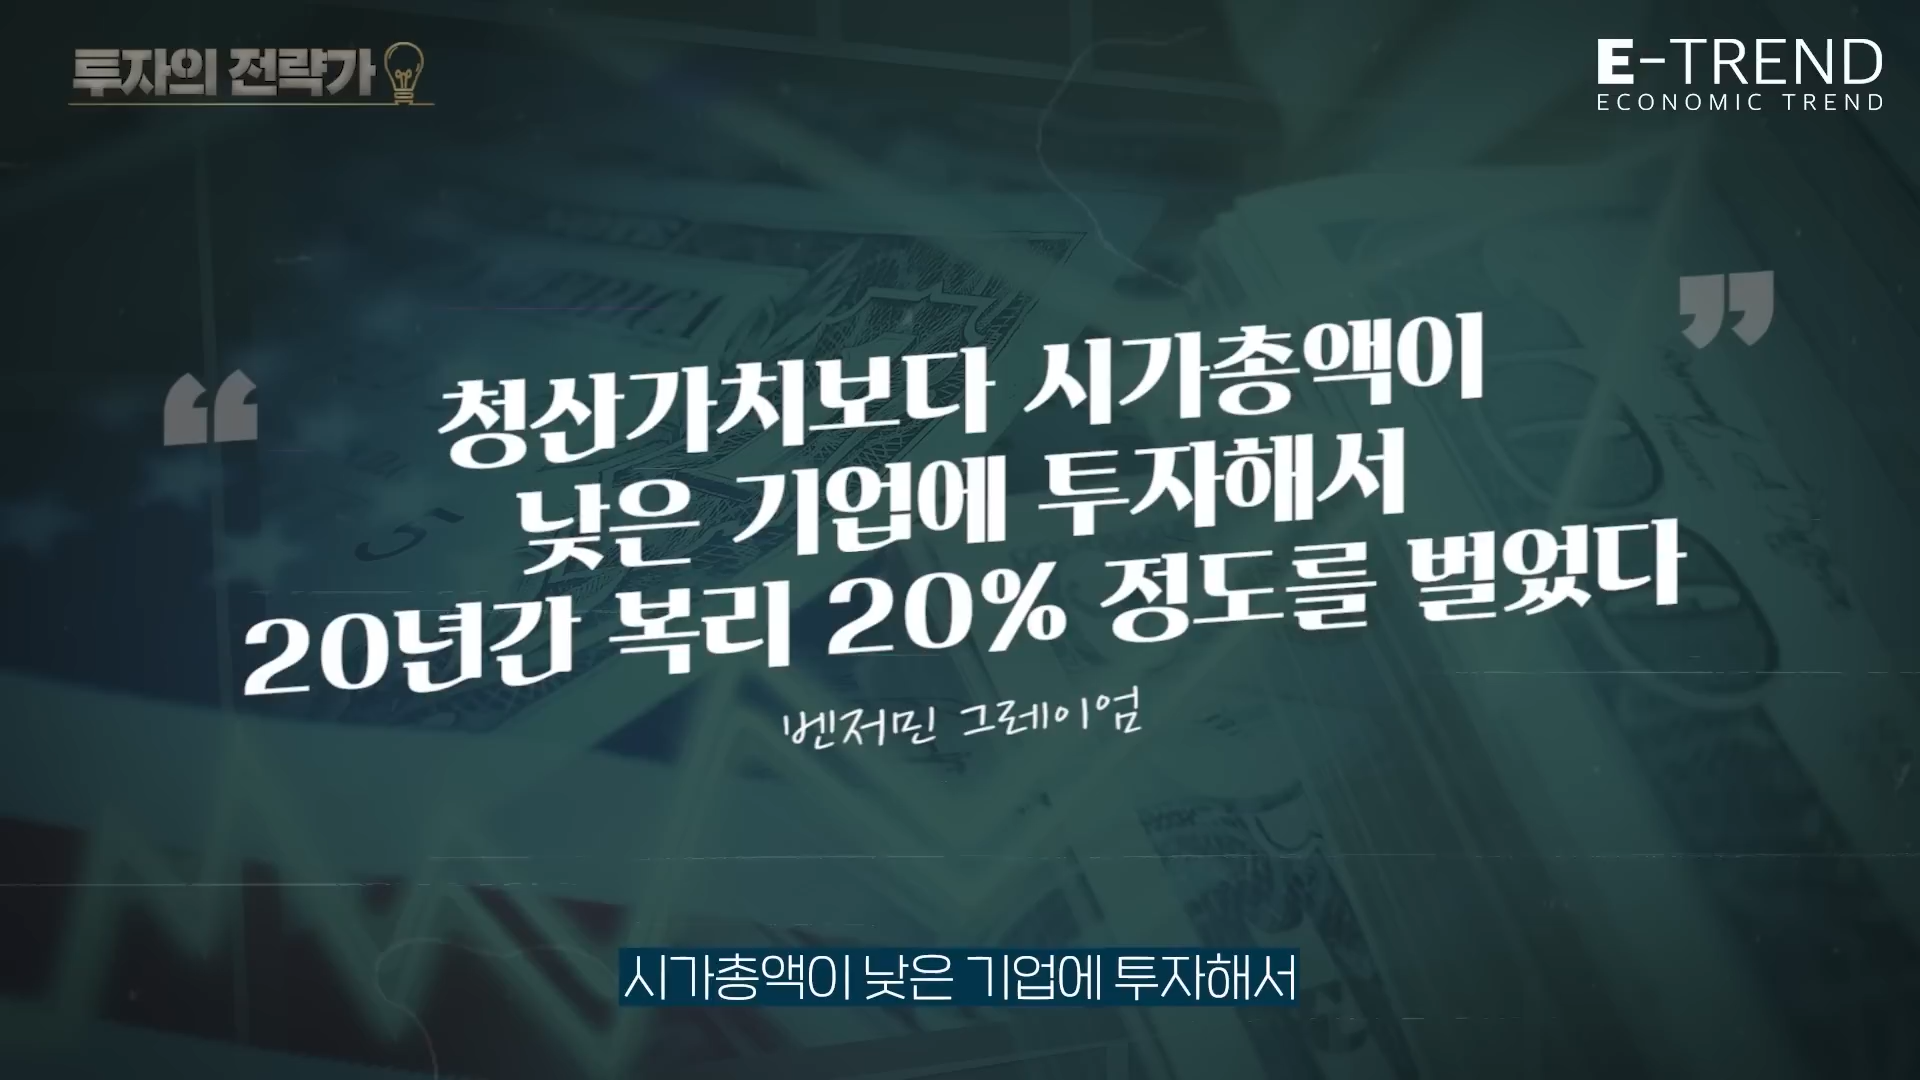 투자의 전략가
E-TREND
ECONOMIC TREND
“ 청산가치보다 시가총액이 ”
낮은 기업에 투자해서
20년간 복리 20% 정도를 벌었다
벤저민 그레이엄
시가총액이 낮은 기업에 투자해서